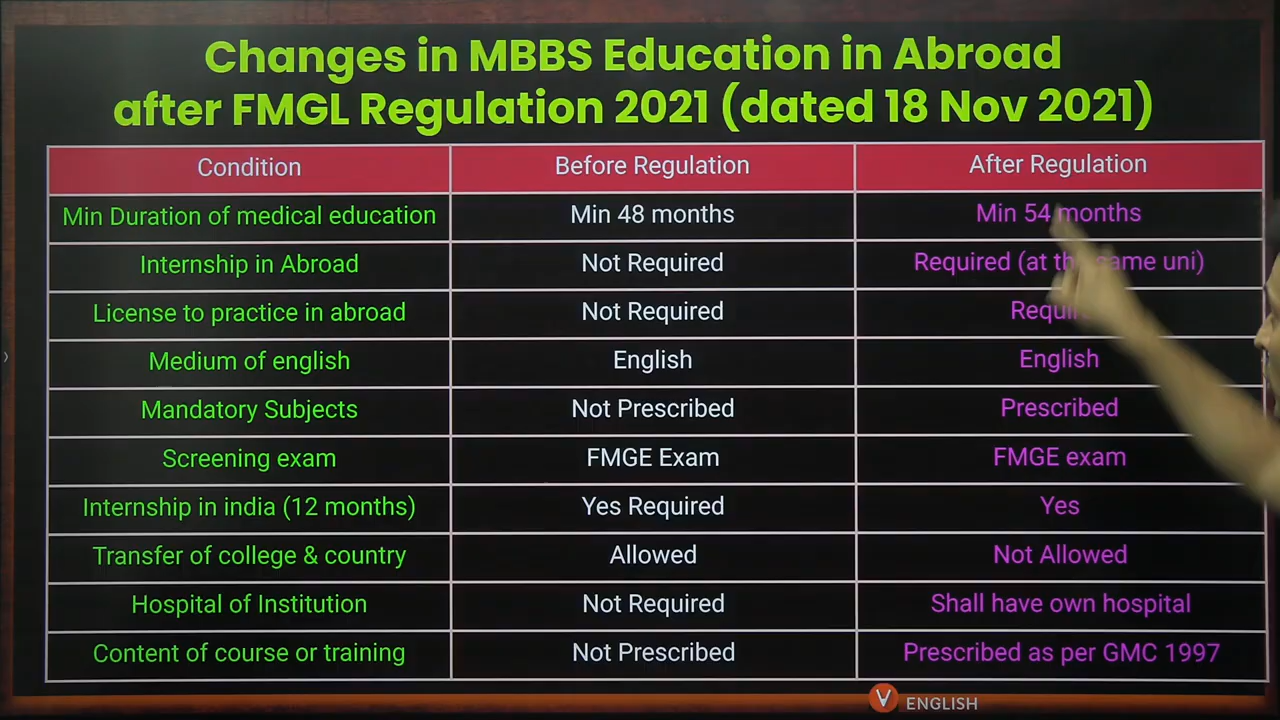 Changes in MBBS Education in Abroad
after FMGL Regulation 2021 (dated 18 Nov 2021)
Condition Before Regulation After Regulation
Min Duration of medical education Min 48 months Min 54 months
Internship in Abroad Not Required Required (at the same uni)
License to practice in abroad Not Required
Medium of english English English
Mandatory Subjects Not Prescribed Prescribed
Screening exam FMGE Exam FMGE exam
Internship in india (12 months) Yes Required Yes
Transfer of college & country Allowed Not Allowed
Hospital of Institution Not Required Shall have own hospital
Content of course or training Not Prescribed Prescribed as per GMC 1997
V ENGLISH